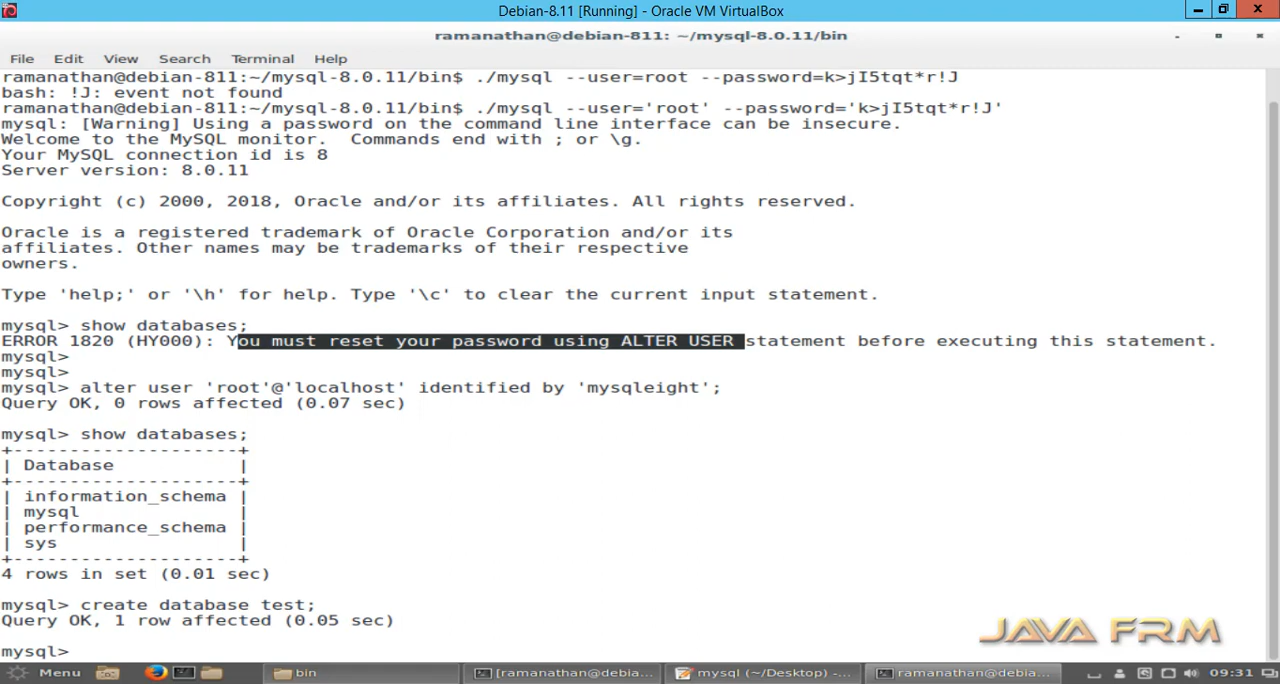 Debian-8.11 [Running] - Oracle VM VirtualBox
ramanathan@debian-811: ~/mysql-8.0.11/bin
File Edit View Search Terminal Help
ramanathan@debian-811:~/mysql-8.0.11/bin$ ./mysql --user=root --password=k>jI5tqt*r!J
bash: !J: event not found
ramanathan@debian-811:~/mysql-8.0.11/bin$ ./mysql --user='root' --password='k>jI5tqt*r!J'
mysql: [Warning] Using a password on the command line interface can be insecure.
Welcome to the MySQL monitor.  Commands end with ; or \g.
Your MySQL connection id is 8
Server version: 8.0.11
Copyright (c) 2000, 2018, Oracle and/or its affiliates. All rights reserved.
Oracle is a registered trademark of Oracle Corporation and/or its
affiliates. Other names may be trademarks of their respective
owners.
Type 'help;' or '\h' for help. Type '\c' to clear the current input statement.
mysql> show databases;
ERROR 1820 (HY000): You must reset your password using ALTER USER statement before executing this statement.
mysql>
mysql>
mysql> alter user 'root'@'localhost' identified by 'mysqleight';
Query OK, 0 rows affected (0.07 sec)
mysql> show databases;
+--------------------+
| Database           |
+--------------------+
| information_schema |
| mysql              |
| performance_schema |
| sys                |
+--------------------+
4 rows in set (0.01 sec)
mysql> create database test;
Query OK, 1 row affected (0.05 sec)
mysql>
JAVA FRM
Menu bin [ramanathan@debia... mysql (~/Desktop) -... ramanathan@debia... 09:31